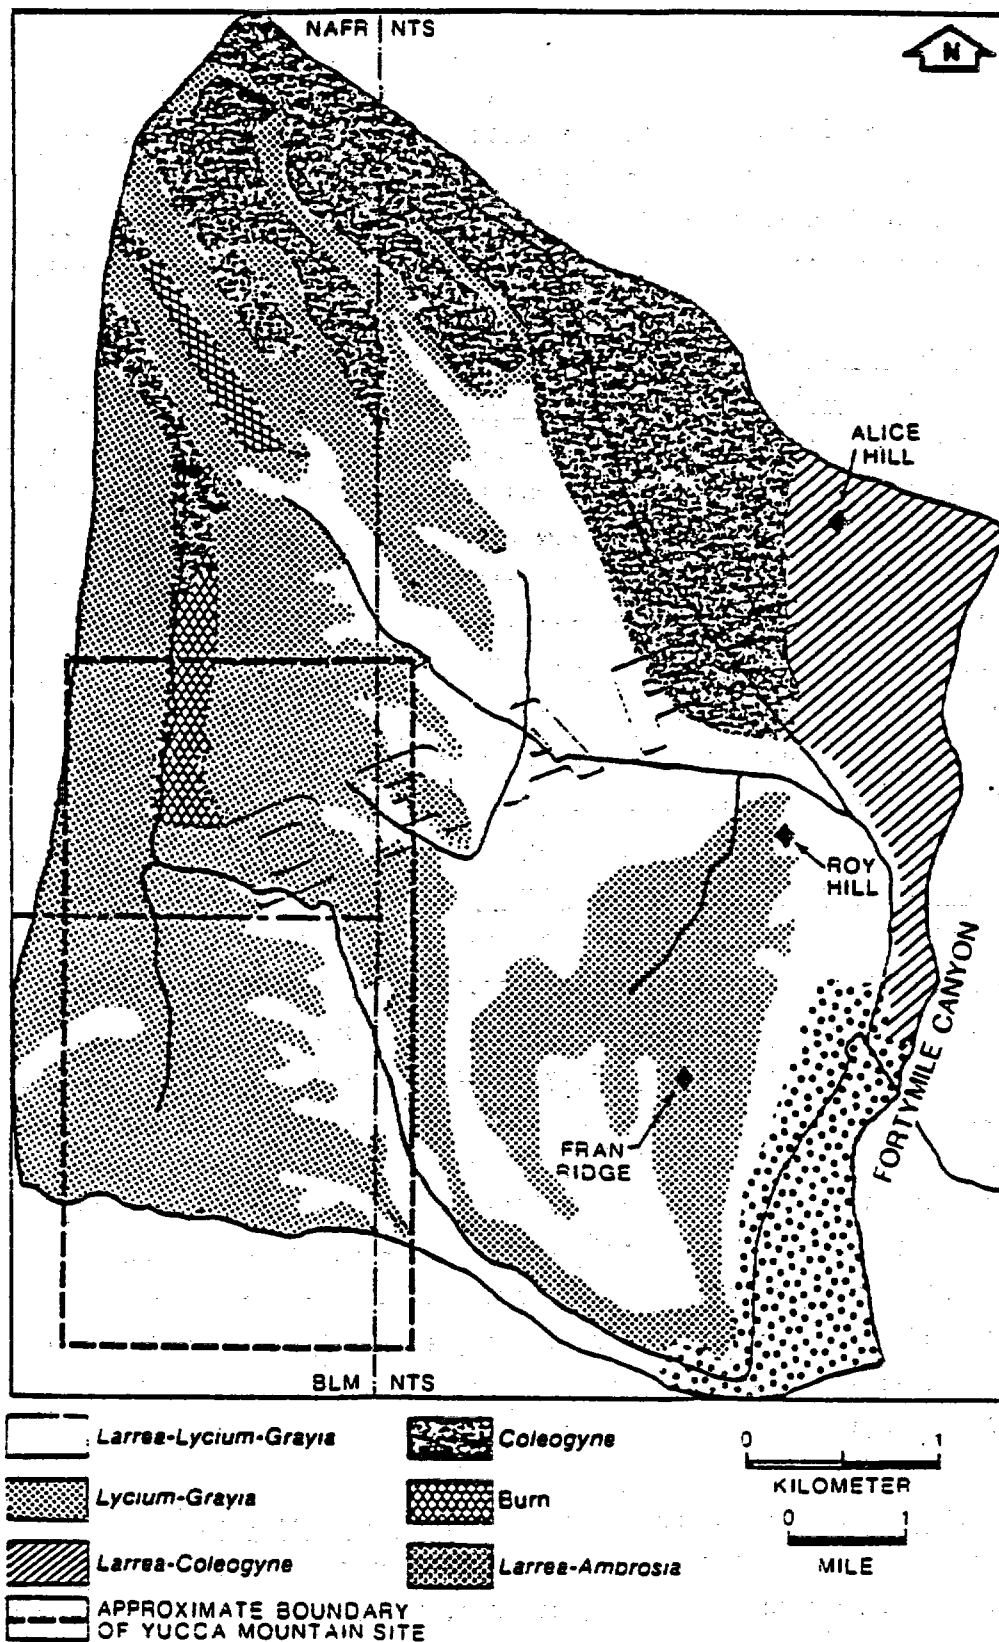 NAFR NTS
N
ALICE
HILL
ROY
HILL
FORTYMILE CANYON
FRAN
RIDGE
BLM NTS
Larrea-Lycium-Grayia
Coleogyne
0 1
KILOMETER
Lycium-Grayia
Burn
0 1
MILE
Larrea-Coleogyne
Larrea-Ambrosia
APPROXIMATE BOUNDARY
OF YUCCA MOUNTAIN SITE